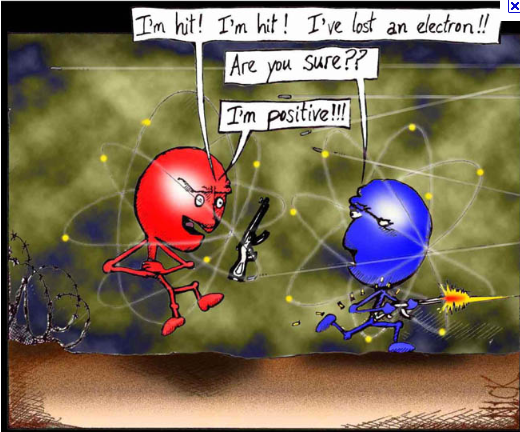 I'm hit! I'm hit! I've lost an electron!!
Are you sure??
I'm positive!!!